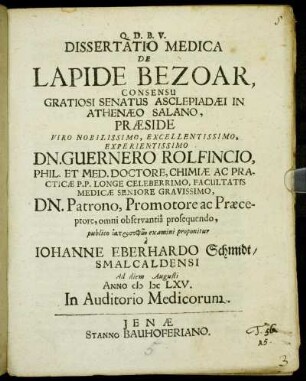 Q. D. B. V.
DISSERTATIO MEDICA
DE
LAPIDE BEZOAR,
CONSENSU
GRATIOSI SENATUS ASCLEPIADÆI IN
ATHENÆO SALANO,
PRÆSIDE
VIRO NOBILISSIMO, EXCELLENTISSIMO,
EXPERIENTISSIMO
DN. GUERNERO ROLFINCIO,
PHIL. ET MED. DOCTORE, CHIMIÆ AC PRA-
CTICÆ P.P. LONGE CELEBERRIMO, FACULTATIS
MEDICÆ SENIORE GRAVISSIMO,
DN. Patrono, Promotore ac Præce-
ptore, omni observantiâ prosequendo,
publico examini proponitur
à
IOHANNE EBERHARDO Schmidt/
SMALCALDENSI
Ad diem Augusti
ANNO cIↃ Iↄc LXV.
In Auditorio Medicorum.
JENÆ
STANNO BAUHOFERIANO.
3